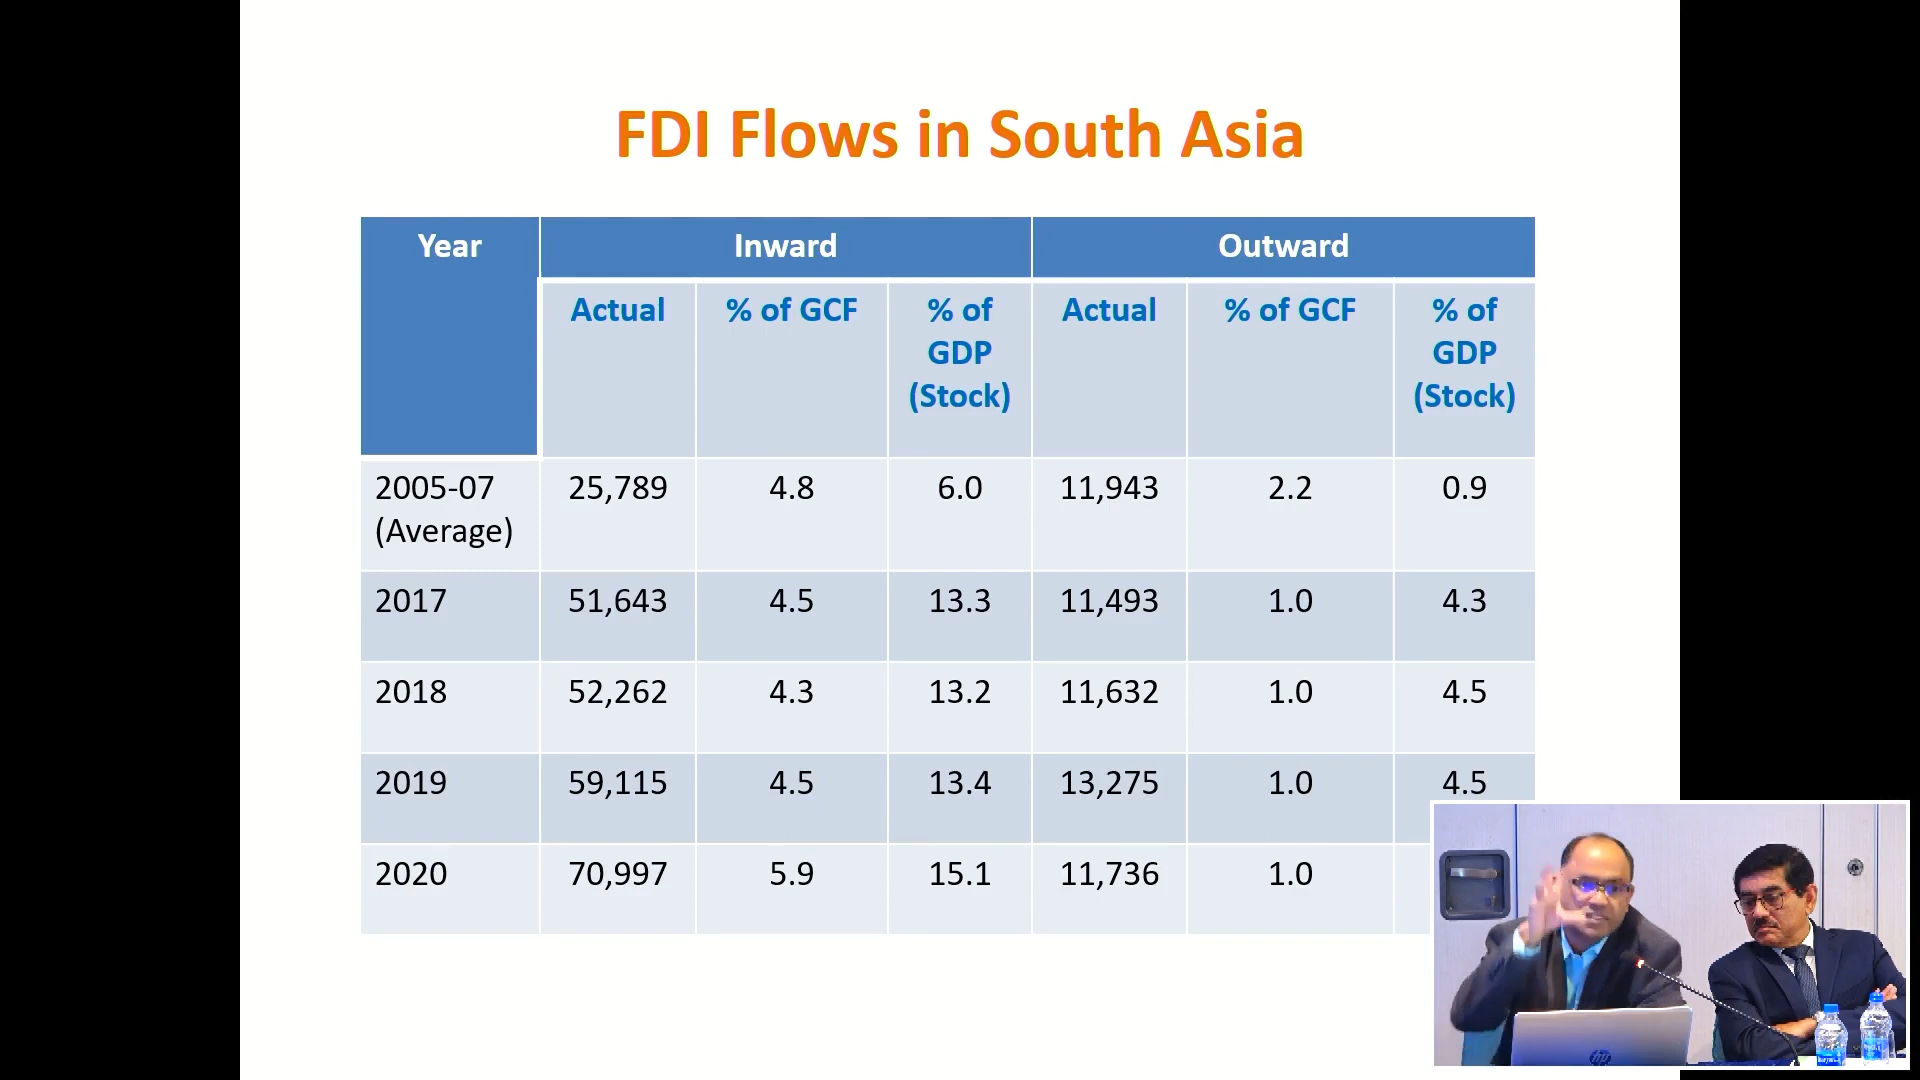 FDI Flows in South Asia
Year Inward Outward
Actual % of GCF % of GDP (Stock) Actual % of GCF % of GDP (Stock)
2005-07 (Average) 25,789 4.8 6.0 11,943 2.2 0.9
2017 51,643 4.5 13.3 11,493 1.0 4.3
2018 52,262 4.3 13.2 11,632 1.0 4.5
2019 59,115 4.5 13.4 13,275 1.0 4.5
2020 70,997 5.9 15.1 11,736 1.0
hp